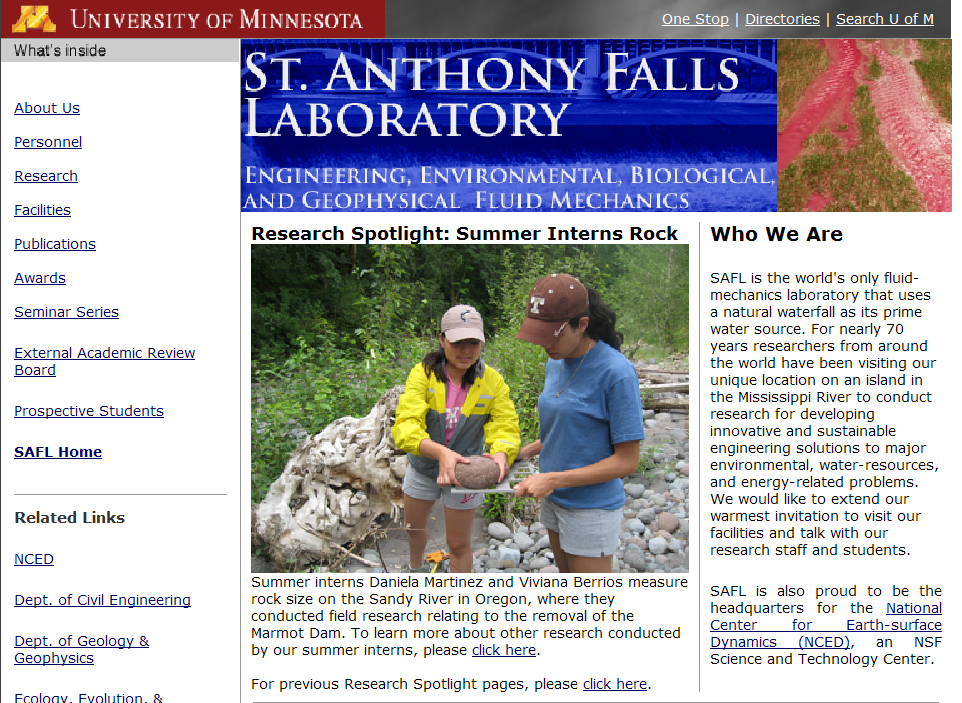 UNIVERSITY OF MINNESOTA
One Stop | Directories | Search U of M
What's inside
About Us
Personnel
Research
Facilities
Publications
Awards
Seminar Series
External Academic Review
Board
Prospective Students
SAFL Home
Related Links
NCED
Dept. of Civil Engineering
Dept. of Geology &
Geophysics
Ecology, Evolution, &
ST. ANTHONY FALLS
LABORATORY
ENGINEERING, ENVIRONMENTAL, BIOLOGICAL,
AND GEOPHYSICAL FLUID MECHANICS
Research Spotlight: Summer Interns Rock
T
Summer interns Daniela Martinez and Viviana Berrios measure
rock size on the Sandy River in Oregon, where they
conducted field research relating to the removal of the
Marmot Dam. To learn more about other research conducted
by our summer interns, please click here.
For previous Research Spotlight pages, please click here.
Who We Are
SAFL is the world's only fluid-
mechanics laboratory that uses
a natural waterfall as its prime
water source. For nearly 70
years researchers from around
the world have been visiting our
unique location on an island in
the Mississippi River to conduct
research for developing
innovative and sustainable
engineering solutions to major
environmental, water-resources,
and energy-related problems.
We would like to extend our
warmest invitation to visit our
facilities and talk with our
research staff and students.
SAFL is also proud to be the
headquarters for the National
Center for Earth-surface
Dynamics (NCED), an NSF
Science and Technology Center.